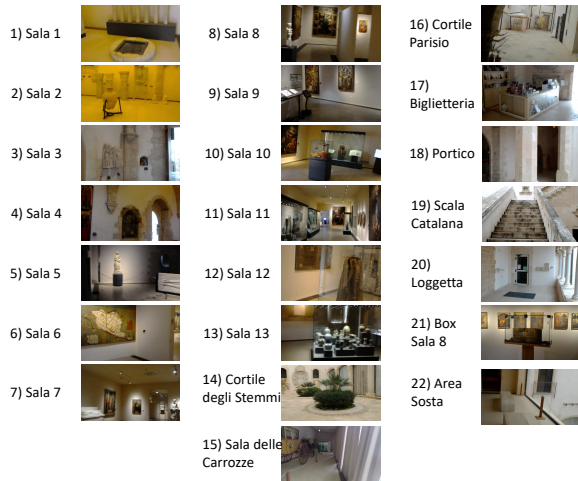 1) Sala 1
2) Sala 2
3) Sala 3
4) Sala 4
5) Sala 5
6) Sala 6
7) Sala 7
8) Sala 8
9) Sala 9
10) Sala 10
11) Sala 11
12) Sala 12
13) Sala 13
14) Cortile
degli Stemmi
15) Sala delle
Carrozze
16) Cortile
Parisio
17)
Biglietteria
18) Portico
19) Scala
Catalana
20)
Loggetta
21) Box
Sala 8
22) Area
Sosta